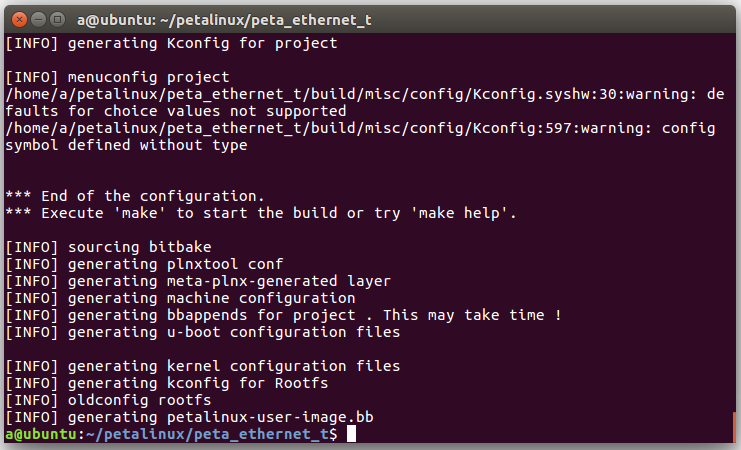 a@ubuntu: ~/petalinux/peta_ethernet_t
[INFO] generating Kconfig for project
[INFO] menuconfig project
/home/a/petalinux/peta_ethernet_t/build/misc/config/Kconfig.syshw:30:warning: de
faults for choice values not supported
/home/a/petalinux/peta_ethernet_t/build/misc/config/Kconfig:597:warning: config
symbol defined without type
*** End of the configuration.
*** Execute 'make' to start the build or try 'make help'.
[INFO] sourcing bitbake
[INFO] generating plnxtool conf
[INFO] generating meta-plnx-generated layer
[INFO] generating machine configuration
[INFO] generating bbappends for project . This may take time !
[INFO] generating u-boot configuration files
[INFO] generating kernel configuration files
[INFO] generating kconfig for Rootfs
[INFO] oldconfig rootfs
[INFO] generating petalinux-user-image.bb
a@ubuntu:~/petalinux/peta_ethernet_t$